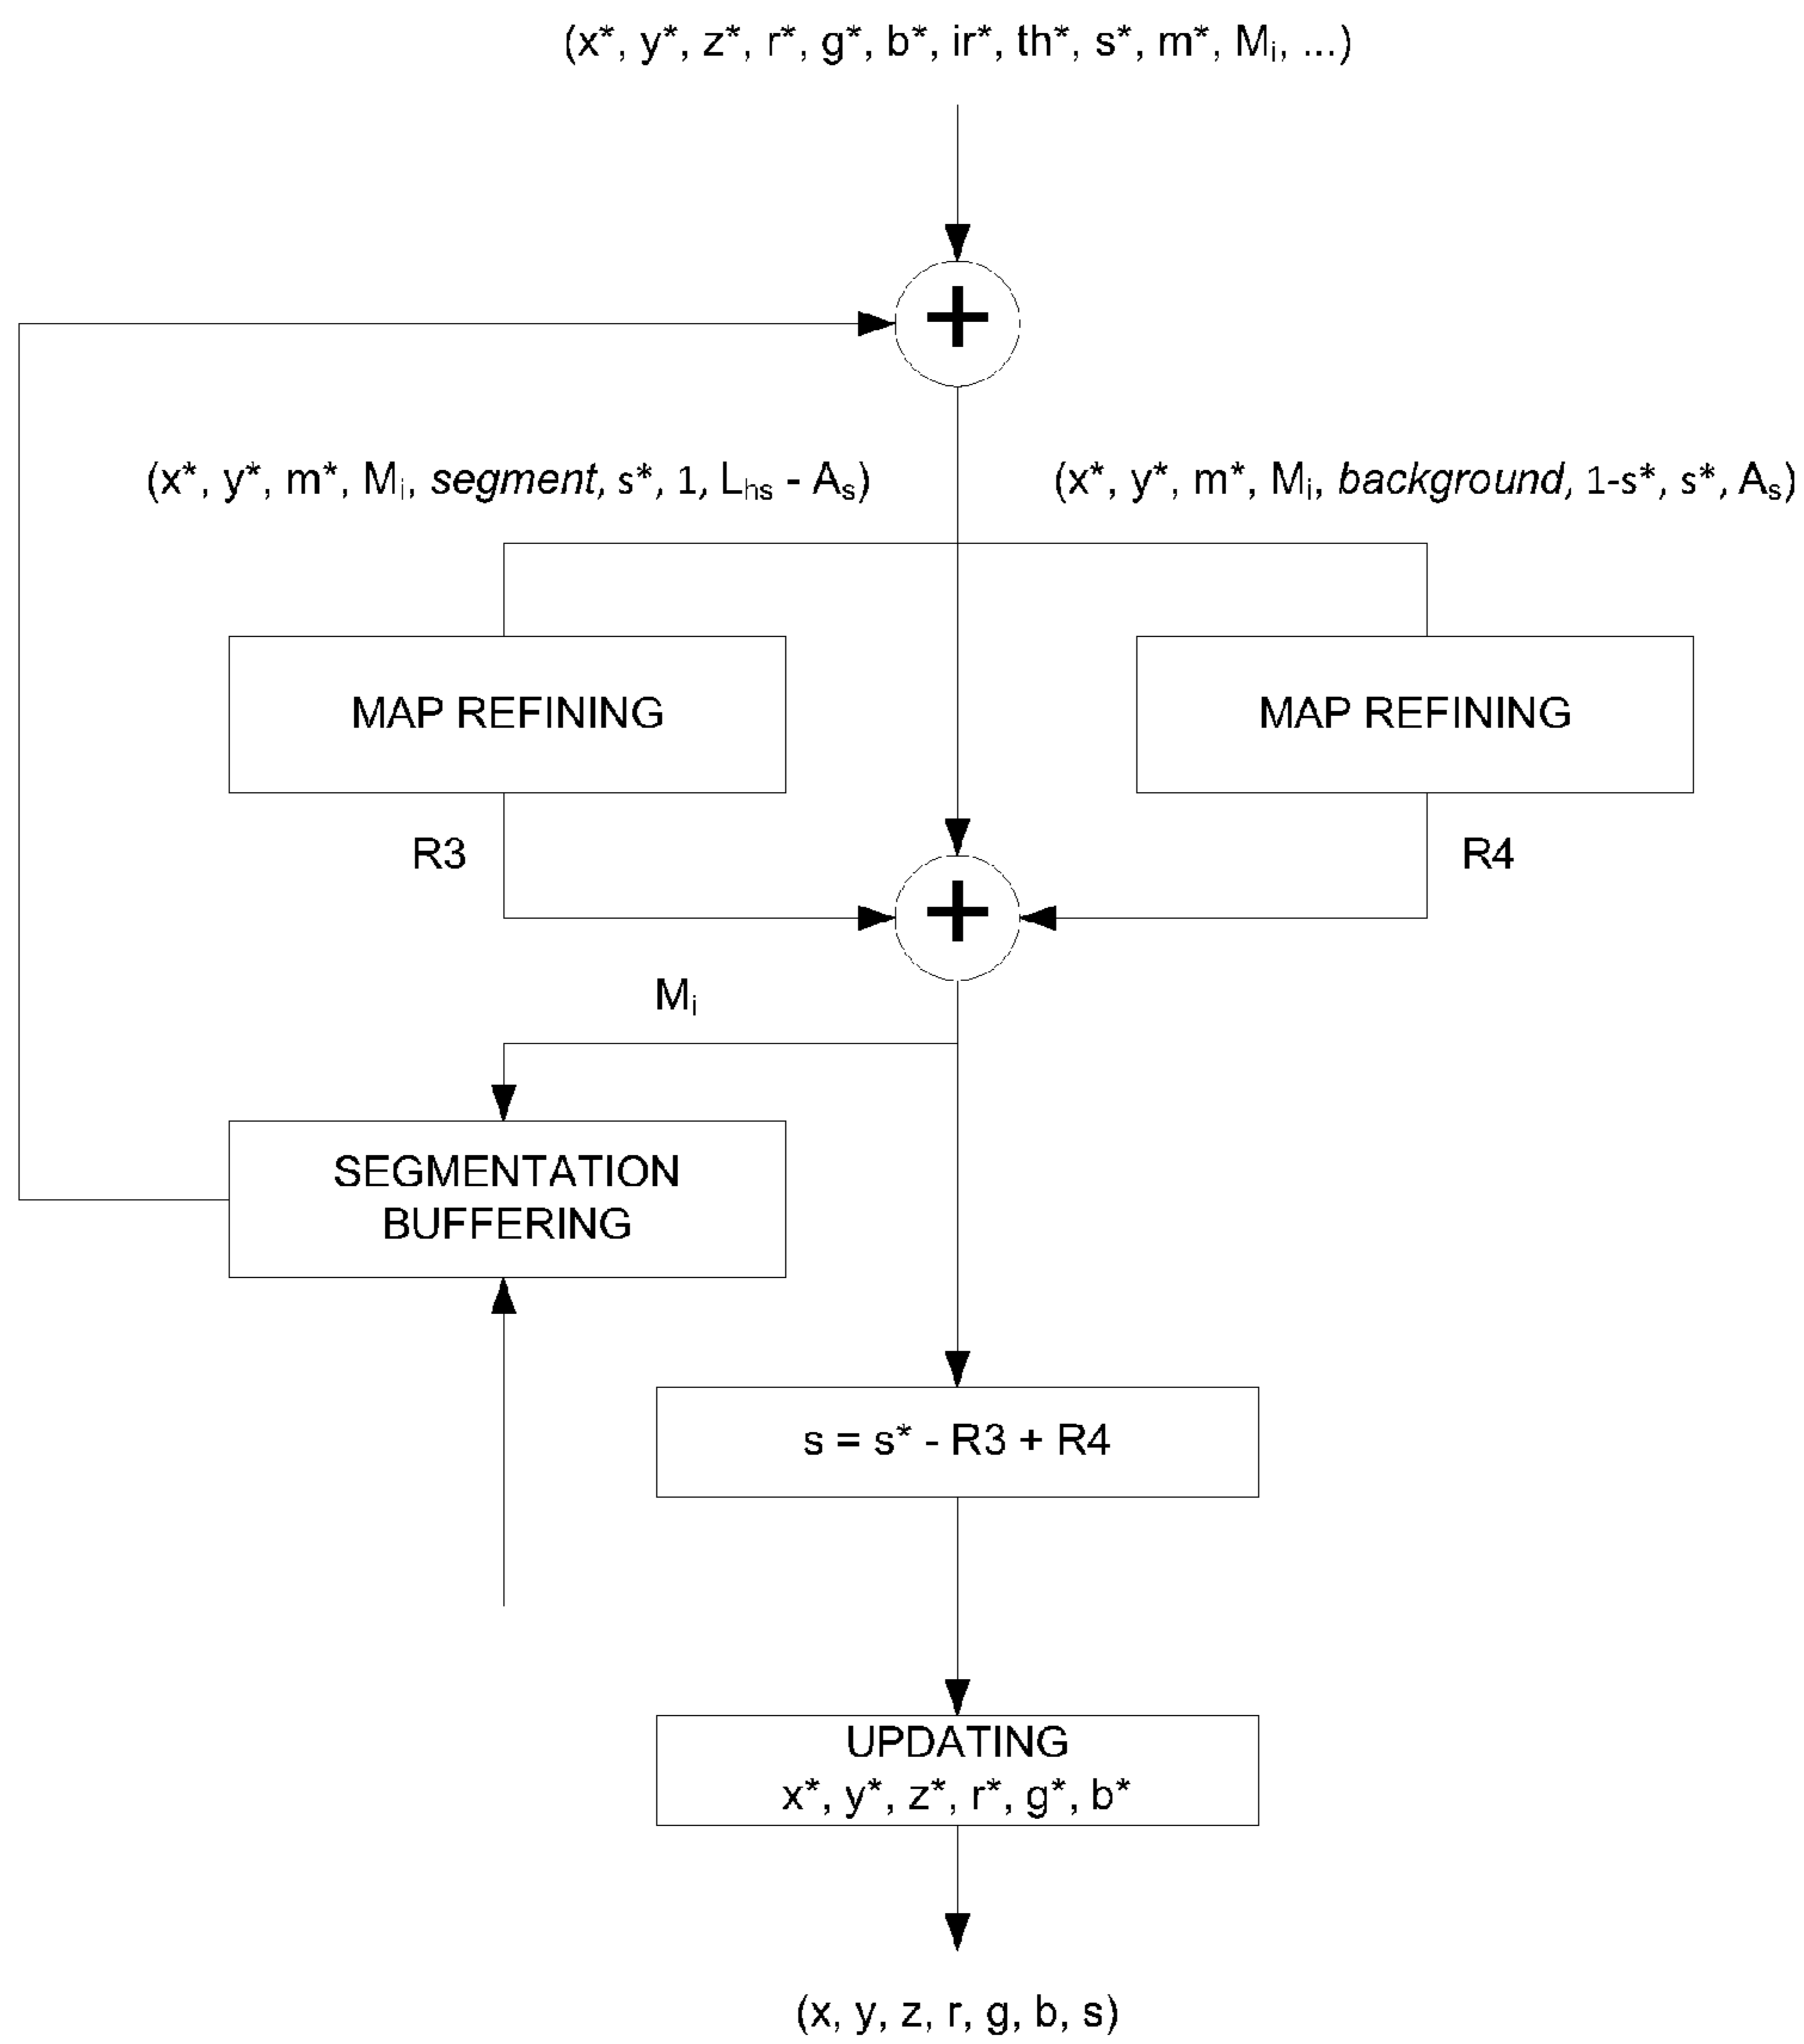 (x*, y*, z*, r*, g*, b*, ir*, th*, s*, m*, Mᵢ, ...)
+
(x*, y*, m*, Mᵢ, segment, s*, 1, Lₕₛ - Aₛ)
(x*, y*, m*, Mᵢ, background, 1-s*, s*, Aₛ)
MAP REFINING
MAP REFINING
R3
R4
+
Mᵢ
SEGMENTATION
BUFFERING
s = s* - R3 + R4
UPDATING
x*, y*, z*, r*, g*, b*
(x, y, z, r, g, b, s)